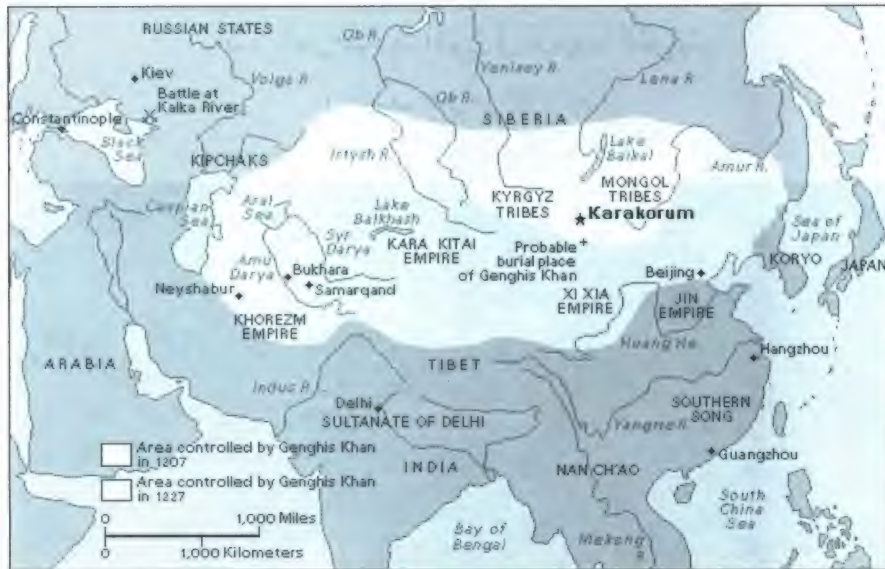 RUSSIAN STATES
Ob R.
Yenisey R.
Lena R
Kiev
Volga R.
Battle at
Kalka River
Ob R.
SIBERIA
Constantinople
Black
Sea
KIPCHAKS
Irtysh R.
Lake
Baikal
Amur R.
KYRGYZ
TRIBES
MONGOL
TRIBES
Caspian
Sea
Aral
Sea
Lake
Balkhash
Karakorum
Sea of
Japan
Syr
Darya
KARA KITAI
EMPIRE
Probable
burial place
of Genghis Khan
Amu
Darya
Bukhara
Beijing
KORYO
JAPAN
Neyshabur
Samarqand
XI XIA
EMPIRE
JIN
EMPIRE
KHOREZM
EMPIRE
Huang He
ARABIA
TIBET
Hangzhou
Indus R.
Delhi
SULTANATE OF DELHI
SOUTHERN
SONG
Yangtze R.
Area controlled by Genghis Khan
in 1207
INDIA
NAN CH'AO
Guangzhou
Area controlled by Genghis Khan
in 1227
South
China
Sea
0 1,000 Miles
0 1,000 Kilometers
Bay of
Bengal
Mekong
R.